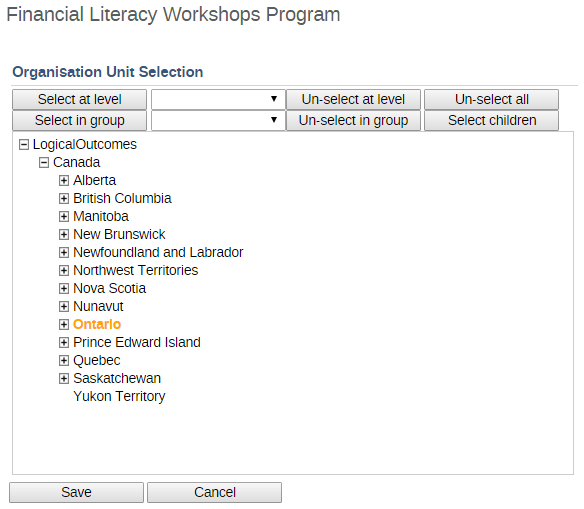 Financial Literacy Workshops Program
Organisation Unit Selection
Select at level Un-select at level Un-select all
Select in group Un-select in group Select children
LogicalOutcomes
Canada
Alberta
British Columbia
Manitoba
New Brunswick
Newfoundland and Labrador
Northwest Territories
Nova Scotia
Nunavut
Ontario
Prince Edward Island
Quebec
Saskatchewan
Yukon Territory
Save Cancel